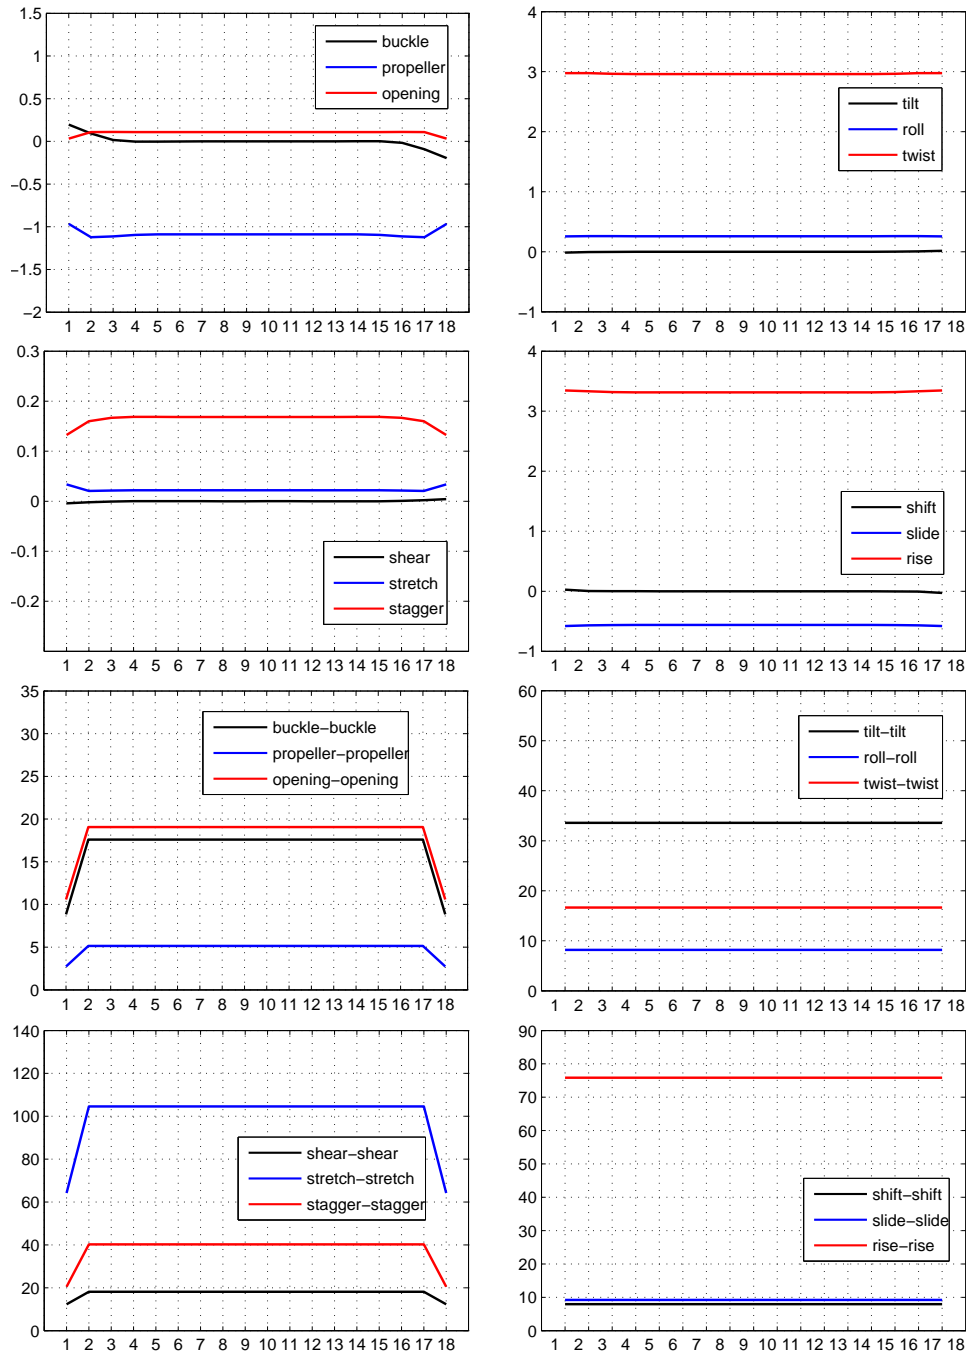 1.5
1
0.5
0
−0.5
−1
−1.5
−2
buckle
propeller
opening
1 2 3 4 5 6 7 8 9 10 11 12 13 14 15 16 17 18
4
3
2
1
0
−1
tilt
roll
twist
1 2 3 4 5 6 7 8 9 10 11 12 13 14 15 16 17 18
0.3
0.2
0.1
0
−0.1
−0.2
shear
stretch
stagger
1 2 3 4 5 6 7 8 9 10 11 12 13 14 15 16 17 18
4
3
2
1
0
−1
shift
slide
rise
1 2 3 4 5 6 7 8 9 10 11 12 13 14 15 16 17 18
35
30
25
20
15
10
5
0
buckle−buckle
propeller−propeller
opening−opening
1 2 3 4 5 6 7 8 9 10 11 12 13 14 15 16 17 18
60
50
40
30
20
10
0
tilt−tilt
roll−roll
twist−twist
1 2 3 4 5 6 7 8 9 10 11 12 13 14 15 16 17 18
140
120
100
80
60
40
20
0
shear−shear
stretch−stretch
stagger−stagger
1 2 3 4 5 6 7 8 9 10 11 12 13 14 15 16 17 18
90
80
70
60
50
40
30
20
10
0
shift−shift
slide−slide
rise−rise
1 2 3 4 5 6 7 8 9 10 11 12 13 14 15 16 17 18